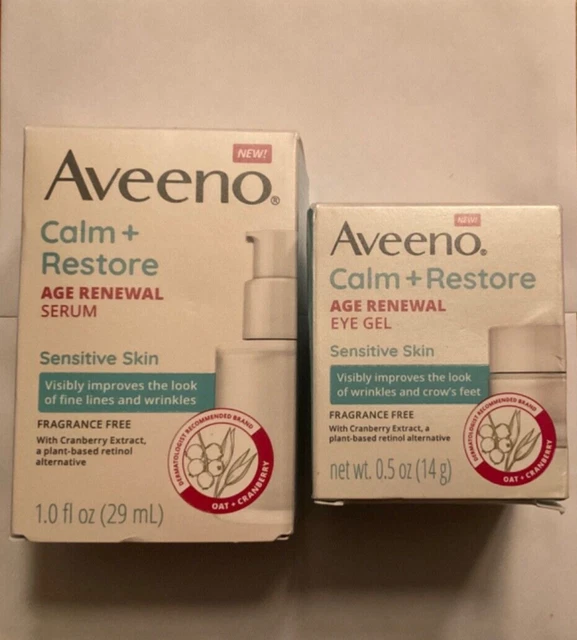 NEW!
Aveeno®
Calm +
Restore
AGE RENEWAL
SERUM
Sensitive Skin
Visibly improves the look
of fine lines and wrinkles
FRAGRANCE FREE
With Cranberry Extract,
a plant-based retinol
alternative
DERMATOLOGIST RECOMMENDED BRAND
OAT • CRANBERRY
1.0 fl oz (29 mL)
NEW!
Aveeno®
Calm + Restore
AGE RENEWAL
EYE GEL
Sensitive Skin
Visibly improves the look
of wrinkles and crow's feet
FRAGRANCE FREE
With Cranberry Extract, a
plant-based retinol alternative
DERMATOLOGIST RECOMMENDED BRAND
OAT • CRANBERRY
net wt. 0.5 oz (14 g)